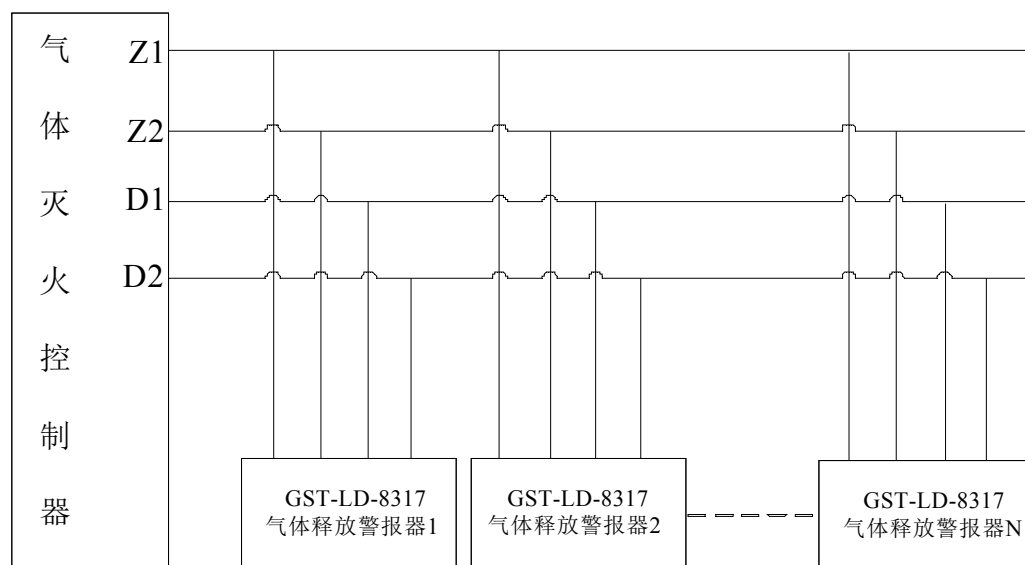 气体灭火控制器
Z1
Z2
D1
D2
GST-LD-8317
气体释放警报器1
GST-LD-8317
气体释放警报器2
GST-LD-8317
气体释放警报器N